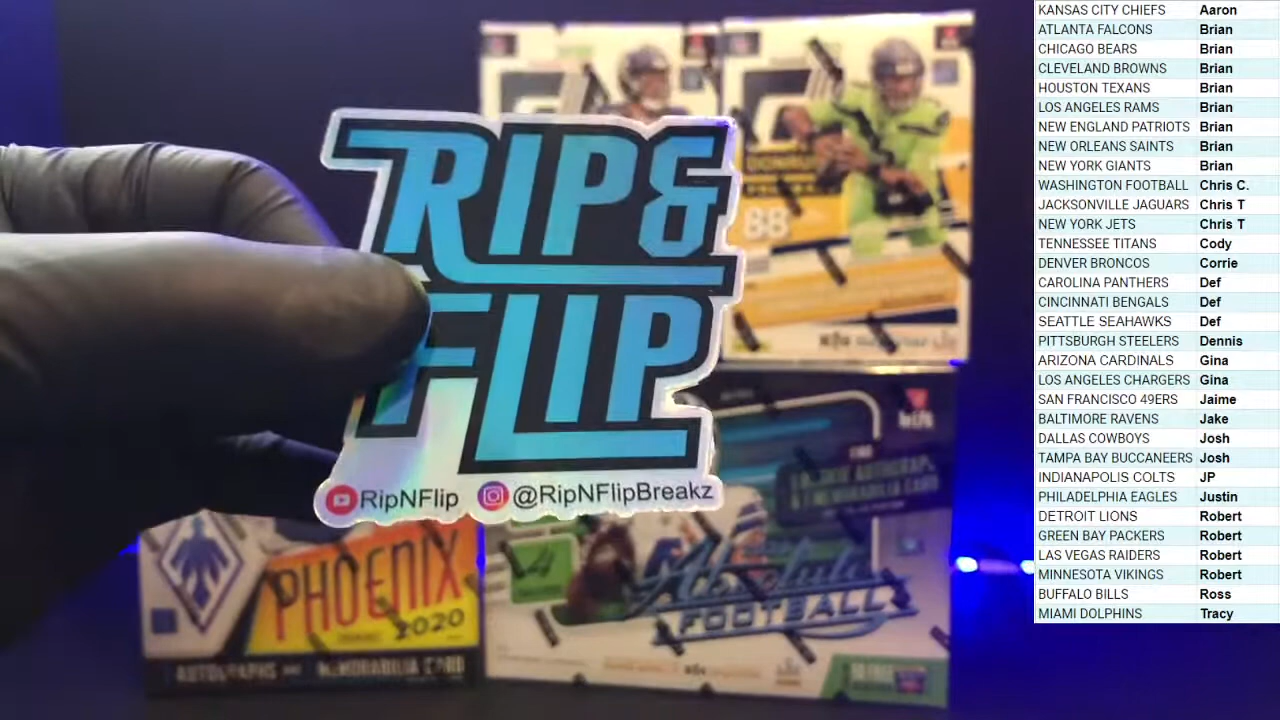 RIP&
FLIP
RipNFlip @RipNFlipBreakz
DONRUSS
88
PHOENIX
2020
AUTOGRAPHS
MEMORABILIA CARD
Absolute
FOOTBALL
KANSAS CITY CHIEFS Aaron
ATLANTA FALCONS Brian
CHICAGO BEARS Brian
CLEVELAND BROWNS Brian
HOUSTON TEXANS Brian
LOS ANGELES RAMS Brian
NEW ENGLAND PATRIOTS Brian
NEW ORLEANS SAINTS Brian
NEW YORK GIANTS Brian
WASHINGTON FOOTBALL Chris C.
JACKSONVILLE JAGUARS Chris T
NEW YORK JETS Chris T
TENNESSEE TITANS Cody
DENVER BRONCOS Corrie
CAROLINA PANTHERS Def
CINCINNATI BENGALS Def
SEATTLE SEAHAWKS Def
PITTSBURGH STEELERS Dennis
ARIZONA CARDINALS Gina
LOS ANGELES CHARGERS Gina
SAN FRANCISCO 49ERS Jaime
BALTIMORE RAVENS Jake
DALLAS COWBOYS Josh
TAMPA BAY BUCCANEERS Josh
INDIANAPOLIS COLTS JP
PHILADELPHIA EAGLES Justin
DETROIT LIONS Robert
GREEN BAY PACKERS Robert
LAS VEGAS RAIDERS Robert
MINNESOTA VIKINGS Robert
BUFFALO BILLS Ross
MIAMI DOLPHINS Tracy